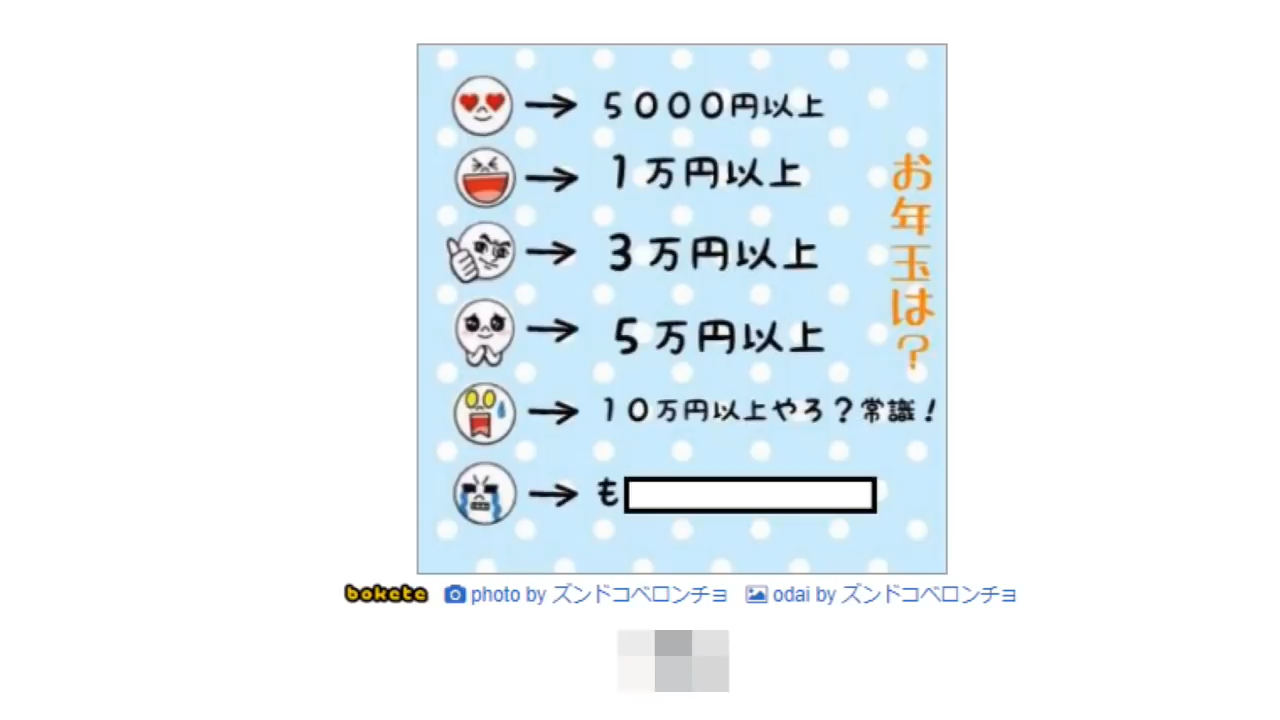 5000円以上
1万円以上
3万円以上
5万円以上
10万円以上やろ?常識!
も
お年玉は?
bokete photo by ズンドコベロンチョ odai by ズンドコベロンチョ